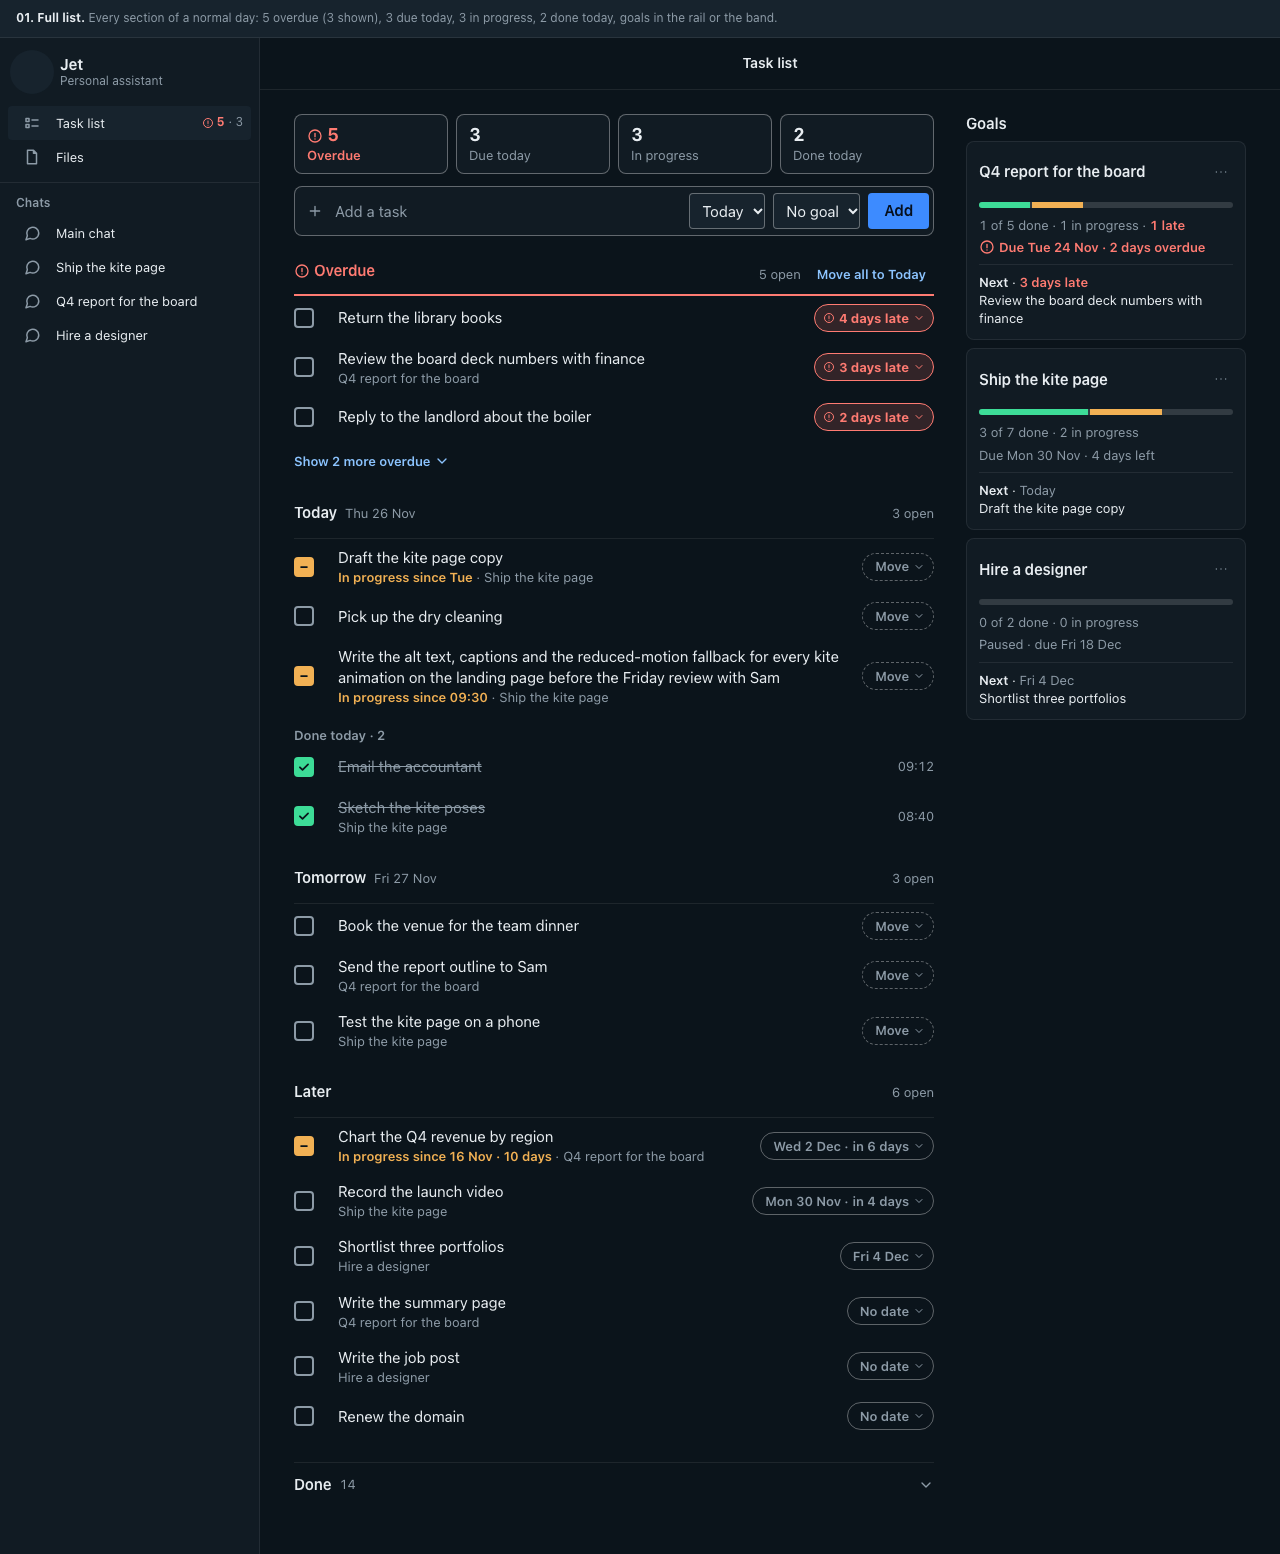 01. Full list. Every section of a normal day: 5 overdue (3 shown), 3 due today, 3 in progress, 2 done today, goals in the rail or the band.
Jet
Personal assistant
Task list
5 · 3
Files
Chats
Main chat
Ship the kite page
Q4 report for the board
Hire a designer
Task list
5
Overdue
3
Due today
3
In progress
2
Done today
Add a task
Today
No goal
Add
Overdue
5 open
Move all to Today
Return the library books
4 days late
Review the board deck numbers with finance
Q4 report for the board
3 days late
Reply to the landlord about the boiler
2 days late
Show 2 more overdue
Today Thu 26 Nov
3 open
Draft the kite page copy
In progress since Tue · Ship the kite page
Move
Pick up the dry cleaning
Move
Write the alt text, captions and the reduced-motion fallback for every kite
animation on the landing page before the Friday review with Sam
In progress since 09:30 · Ship the kite page
Move
Done today · 2
Email the accountant
09:12
Sketch the kite poses
Ship the kite page
08:40
Tomorrow Fri 27 Nov
3 open
Book the venue for the team dinner
Move
Send the report outline to Sam
Q4 report for the board
Move
Test the kite page on a phone
Ship the kite page
Move
Later
6 open
Chart the Q4 revenue by region
In progress since 16 Nov · 10 days · Q4 report for the board
Wed 2 Dec · in 6 days
Record the launch video
Ship the kite page
Mon 30 Nov · in 4 days
Shortlist three portfolios
Hire a designer
Fri 4 Dec
Write the summary page
Q4 report for the board
No date
Write the job post
Hire a designer
No date
Renew the domain
No date
Done 14
Goals
Q4 report for the board
1 of 5 done · 1 in progress · 1 late
Due Tue 24 Nov · 2 days overdue
Next · 3 days late
Review the board deck numbers with
finance
Ship the kite page
3 of 7 done · 2 in progress
Due Mon 30 Nov · 4 days left
Next · Today
Draft the kite page copy
Hire a designer
0 of 2 done · 0 in progress
Paused · due Fri 18 Dec
Next · Fri 4 Dec
Shortlist three portfolios